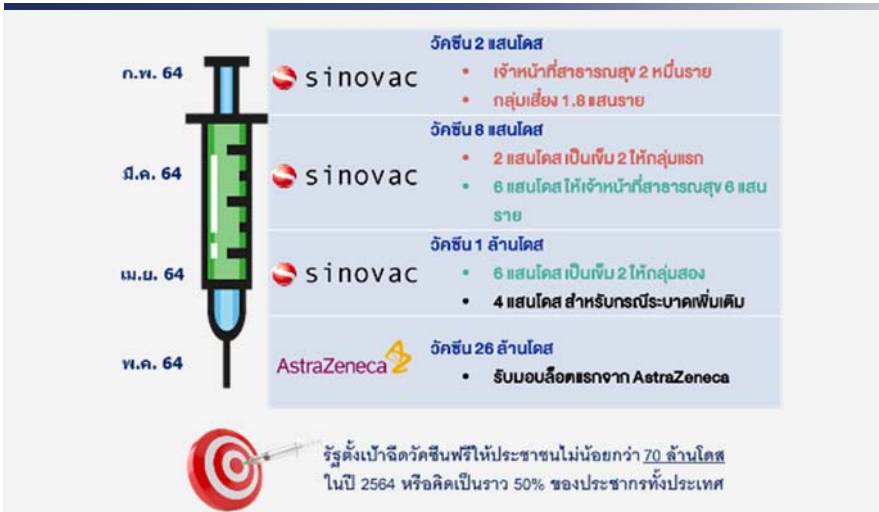 ก.พ. 64
sinovac
วัคซีน 2 แสนโดส
• เจ้าหน้าที่สาธารณสุข 2 หมื่นราย
• กลุ่มเสี่ยง 1.8 แสนราย
มี.ค. 64
sinovac
วัคซีน 8 แสนโดส
• 2 แสนโดส เป็นเข็ม 2 ให้กลุ่มแรก
• 6 แสนโดส ให้เจ้าหน้าที่สาธารณสุข 6 แสน
ราย
เม.ย. 64
sinovac
วัคซีน 1 ล้านโดส
• 6 แสนโดส เป็นเข็ม 2 ให้กลุ่มสอง
• 4 แสนโดส สำหรับกรณีระบาดเพิ่มเติม
พ.ค. 64
AstraZeneca
วัคซีน 26 ล้านโดส
• รับมอบล็อตแรกจาก AstraZeneca
รัฐตั้งเป้าฉีดวัคซีนฟรีให้ประชาชนไม่น้อยกว่า 70 ล้านโดส
ในปี 2564 หรือคิดเป็นราว 50% ของประชากรทั้งประเทศ